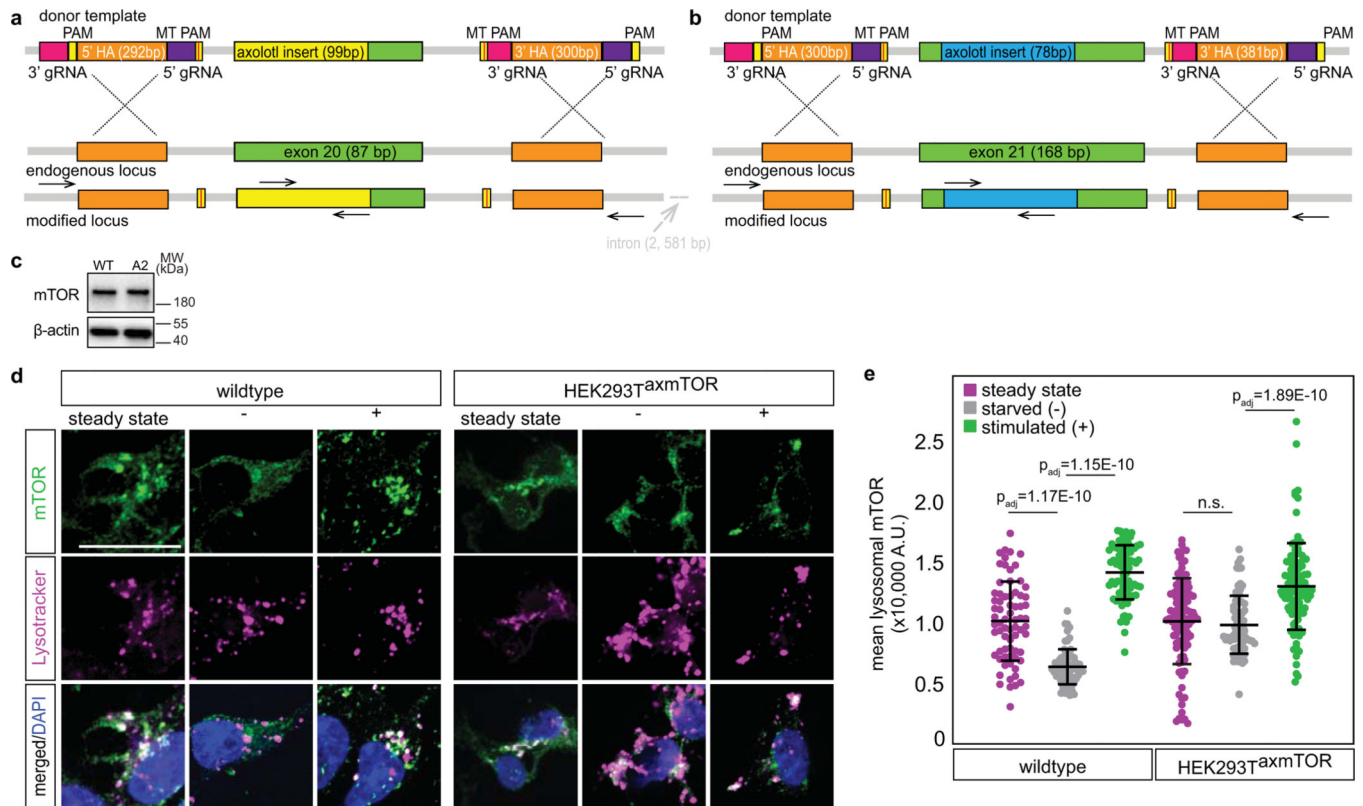 a
donor template
PAM
MT PAM
MT PAM
PAM
5' HA (292bp)
axolotl insert (99bp)
3' HA (300bp)
3' gRNA
5' gRNA
3' gRNA
5' gRNA
exon 20 (87 bp)
endogenous locus
modified locus
intron (2, 581 bp)
b
donor template
PAM
MT PAM
MT PAM
PAM
5' HA (300bp)
axolotl insert (78bp)
3' HA (381bp)
3' gRNA
5' gRNA
3' gRNA
5' gRNA
exon 21 (168 bp)
endogenous locus
modified locus
c
WT
A2
MW
(kDa)
mTOR
180
β-actin
55
40
d
wildtype
HEK293TaxmTOR
steady state
-
+
steady state
-
+
mTOR
Lysotracker
merged/DAPI
e
steady state
starved (-)
stimulated (+)
padj=1.89E-10
padj=1.15E-10
padj=1.17E-10
n.s.
mean lysosomal mTOR
(x10,000 A.U.)
2.5
2.0
1.5
1.0
0.5
0
wildtype
HEK293TaxmTOR